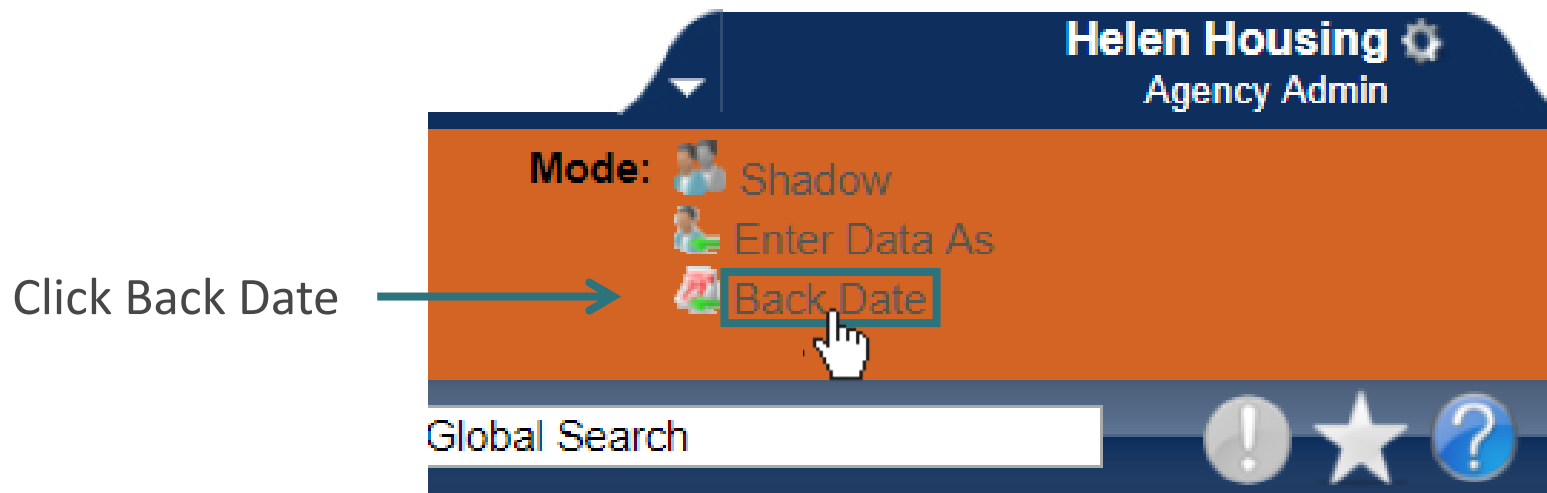 Helen Housing
Agency Admin
Mode: Shadow
Enter Data As
Click Back Date
Back Date
Global Search